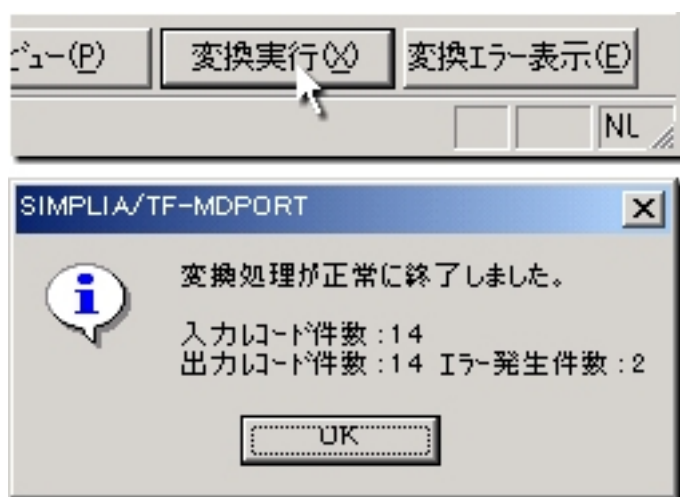 ﾋﾞｭｰ(P)
変換実行(X)
変換ｴﾗｰ表示(E)
NU
SIMPLIA/TF-MDPORT
変換処理が正常に終了しました。
入力ﾚｺｰﾄﾞ件数:14
出力ﾚｺｰﾄﾞ件数:14 ｴﾗｰ発生件数:2
OK